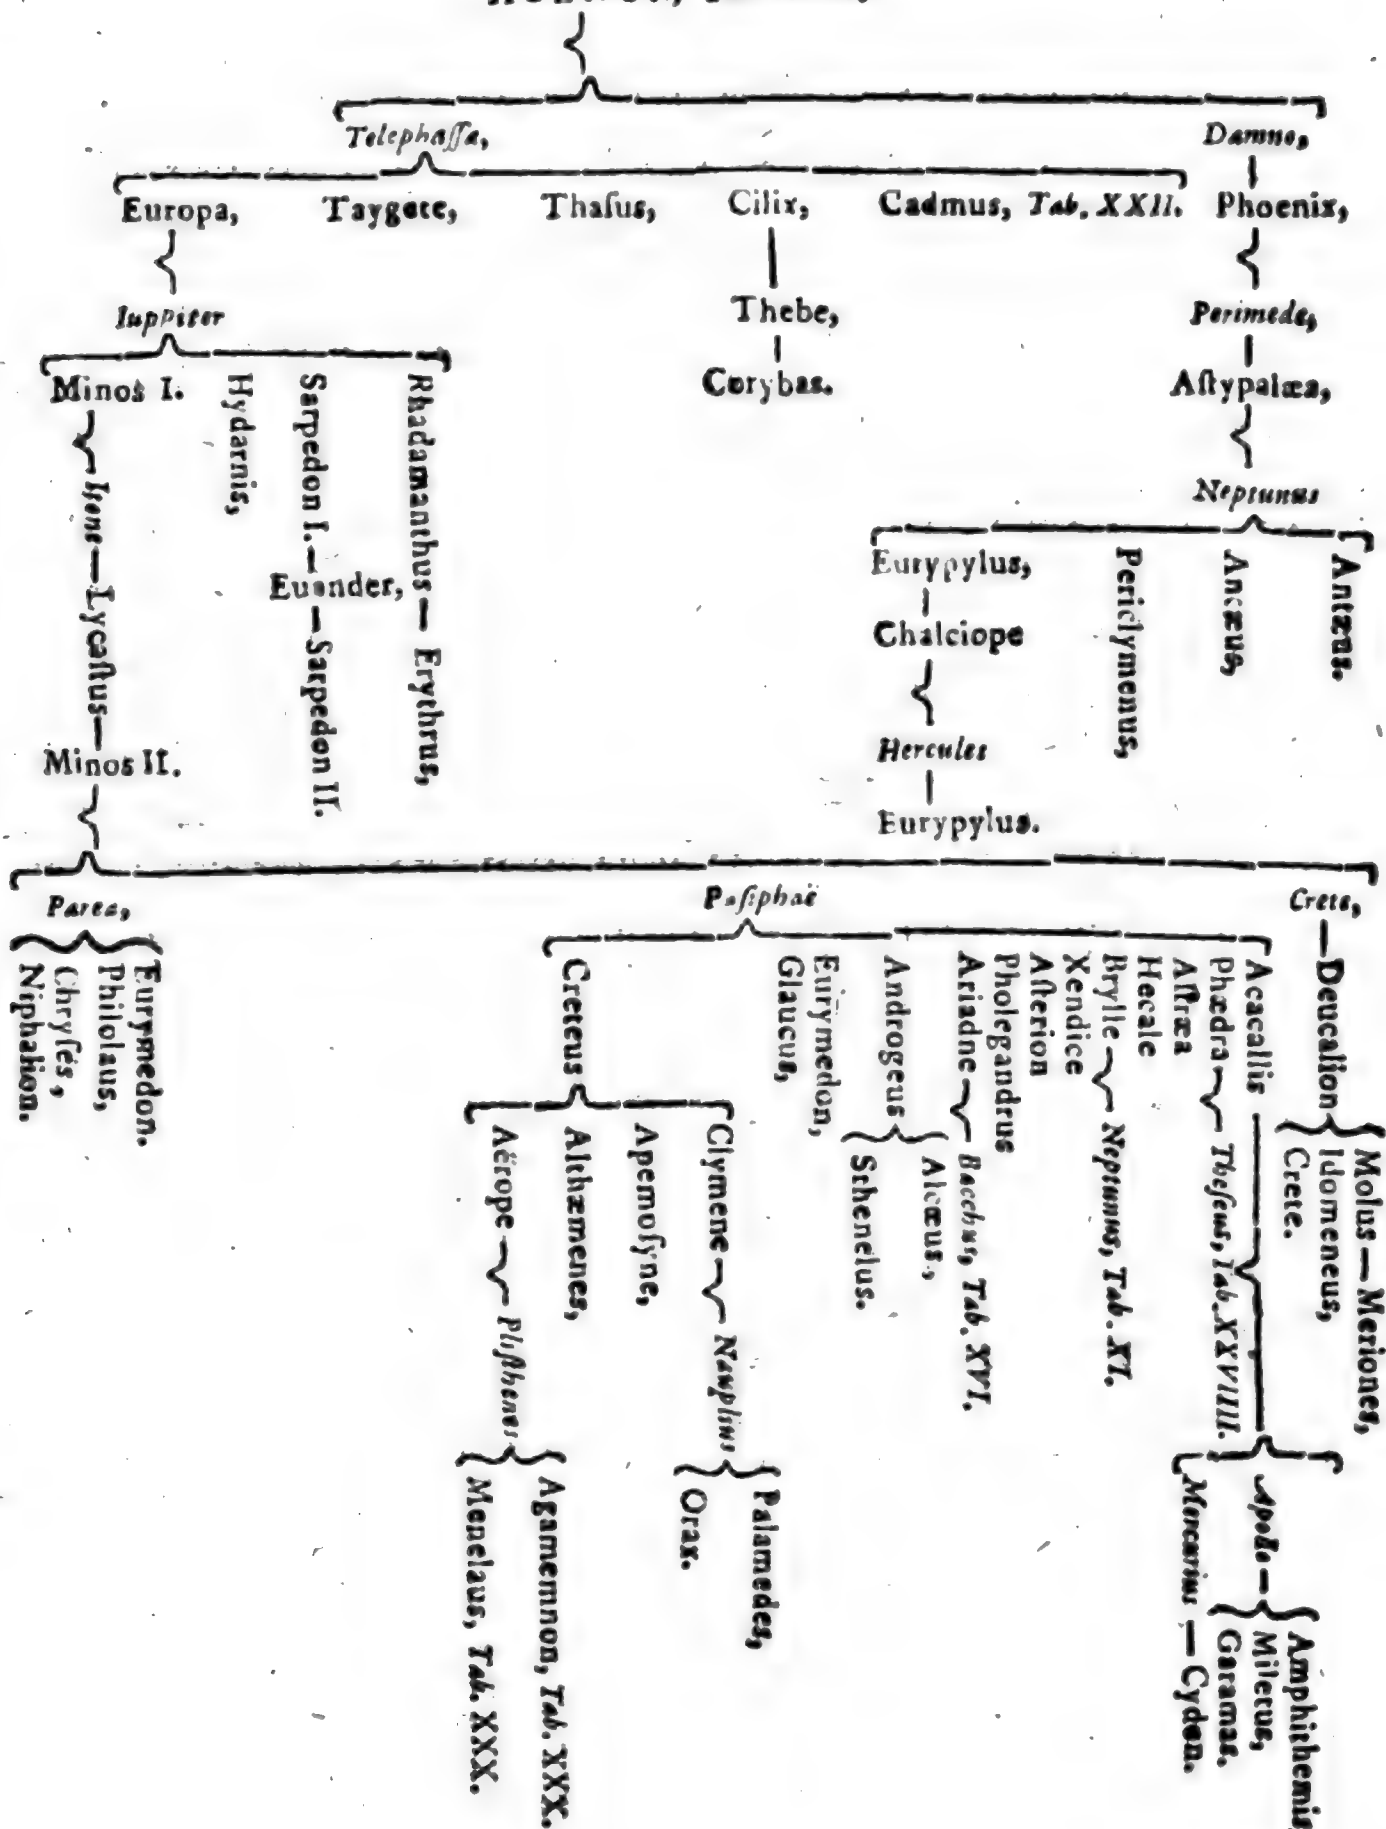 Telephaſſa,
Damno,
Europa,
Taygete,
Thaſus,
Cilix,
Cadmus, Tab. XXII.
Phoenix,
Iuppiter
Thebe,
Perimede,
Minos I.
Hydarnis,
Sarpedon I.—
Rhadamanthus — Erythrus,
Corybas.
Aſtypalæa,
Itone—Lycaſtus—
Euander,
—Sarpedon II.
Neptunus
Eurypylus,
Periclymenus,
Ancæus,
Antæus.
Chalciope
Hercules
Eurypylus.
Minos II.
Parea,
Paſiphaë
Crete,
Eurymedon.
Philolaus,
Chryſés,
Niphalion.
Creteus
Glaucus,
Eurymedon,
Androgeus
Alcæus,
Sthenelus.
Ariadne
Bacchus, Tab. XVI.
Pholegandrus
Aſterion
Xendice
Brylle
Neptunus, Tab. XI.
Hecale
Aſtræa
Phædra
Theſeus, Tab. XXVIIII.
Acacallis
—Deucalion
Molus — Meriones,
Idomeneus,
Crete.
Aërope
Pliſthenes
Althæmenes,
Apemoſyne,
Clymene
Nauplius
Agamemnon, Tab. XXX.
Menelaus, Tab. XXX.
Palamedes,
Orax.
Apollo—
Amphithemis
Miletus,
Garamas.
Mercurius — Cydon.